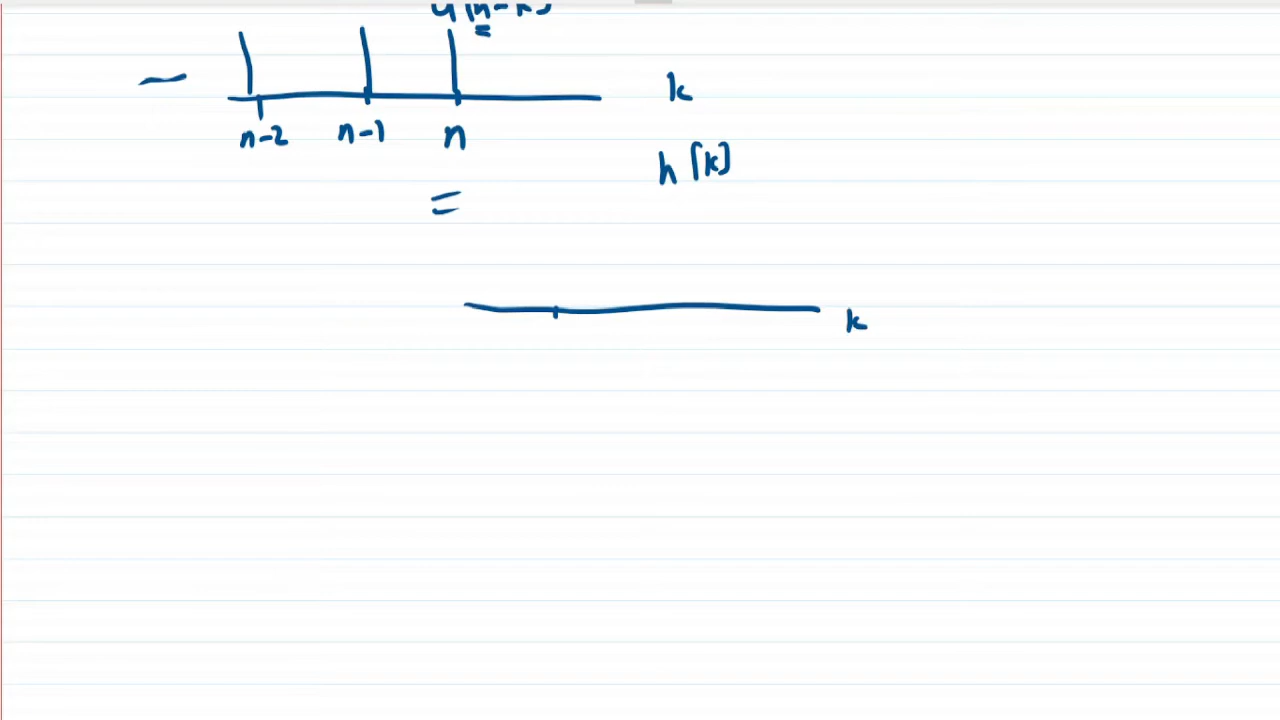 k
n-2 n-1 n
h[k]
=
k